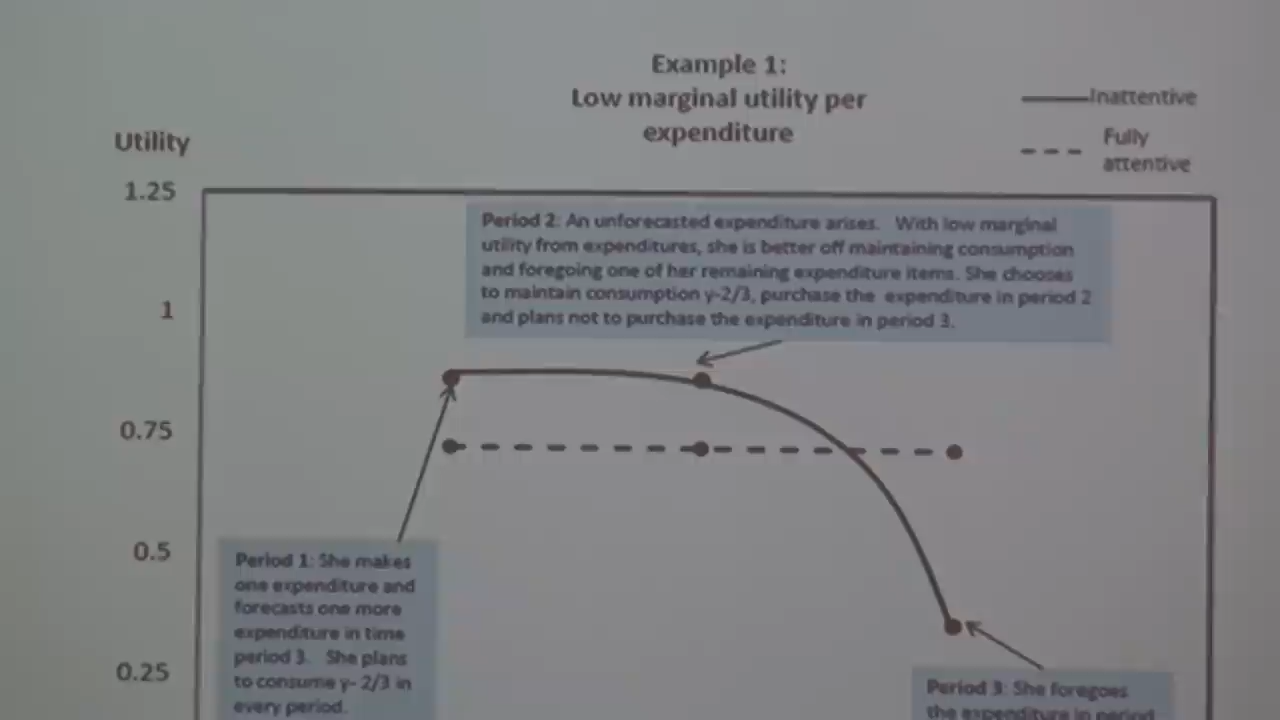 Example 1:
Low marginal utility per
expenditure
Inattentive
Fully
attentive
Utility
1.25
1
0.75
0.5
0.25
Period 2: An unforecasted expenditure arises. With low marginal
utility from expenditures, she is better off maintaining consumption
and foregoing one of her remaining expenditure items. She chooses
to maintain consumption y-2/3, purchase the expenditure in period 2
and plans not to purchase the expenditure in period 3.
Period 1: She makes
one expenditure and
forecasts one more
expenditure in time
period 3. She plans
to consume y- 2/3 in
every period.
Period 3: She foregoes
the expenditure in period